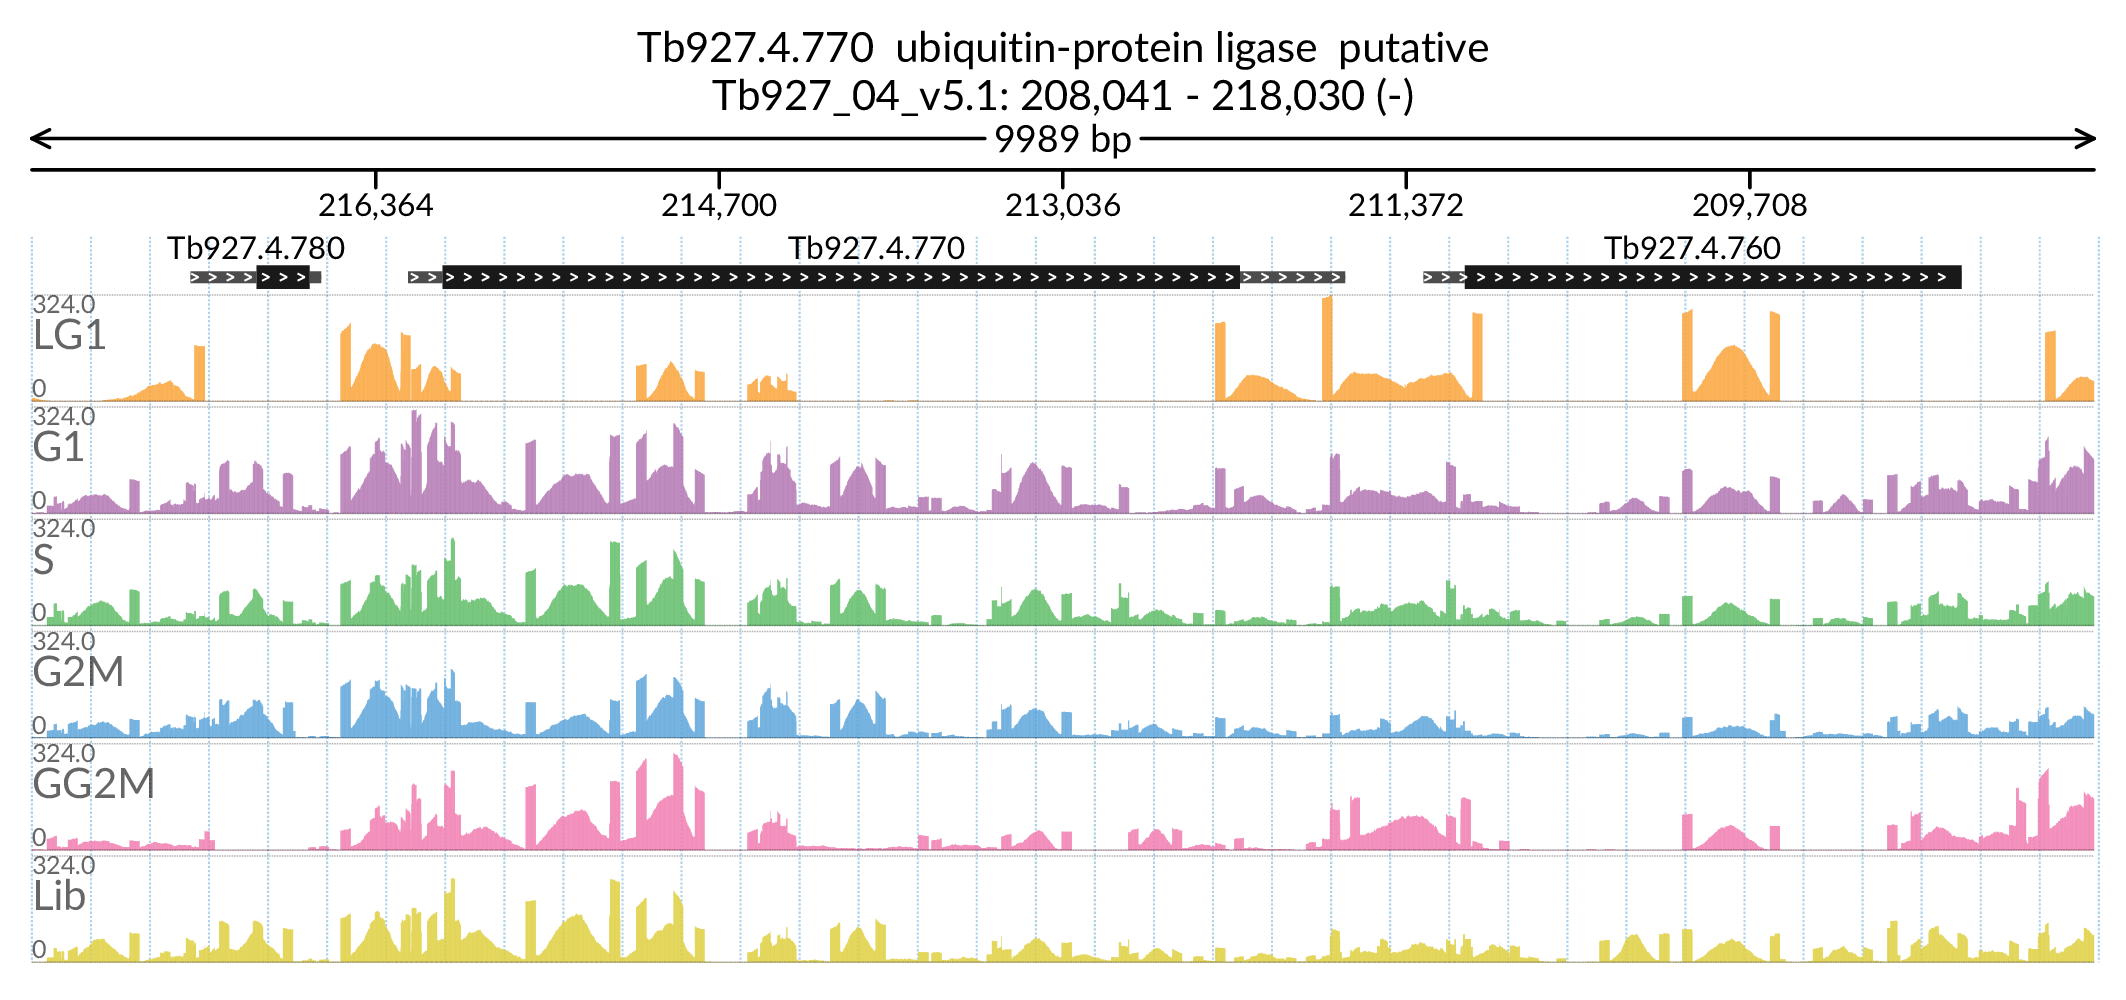 Tb927.4.770 ubiquitin-protein ligase putative
Tb927_04_v5.1: 208,041 - 218,030 (-)
9989 bp
216,364 214,700 213,036 211,372 209,708
Tb927.4.780 Tb927.4.770 Tb927.4.760
324.0
LG1
0
324.0
G1
0
324.0
S
0
324.0
G2M
0
324.0
GG2M
0
324.0
Lib
0